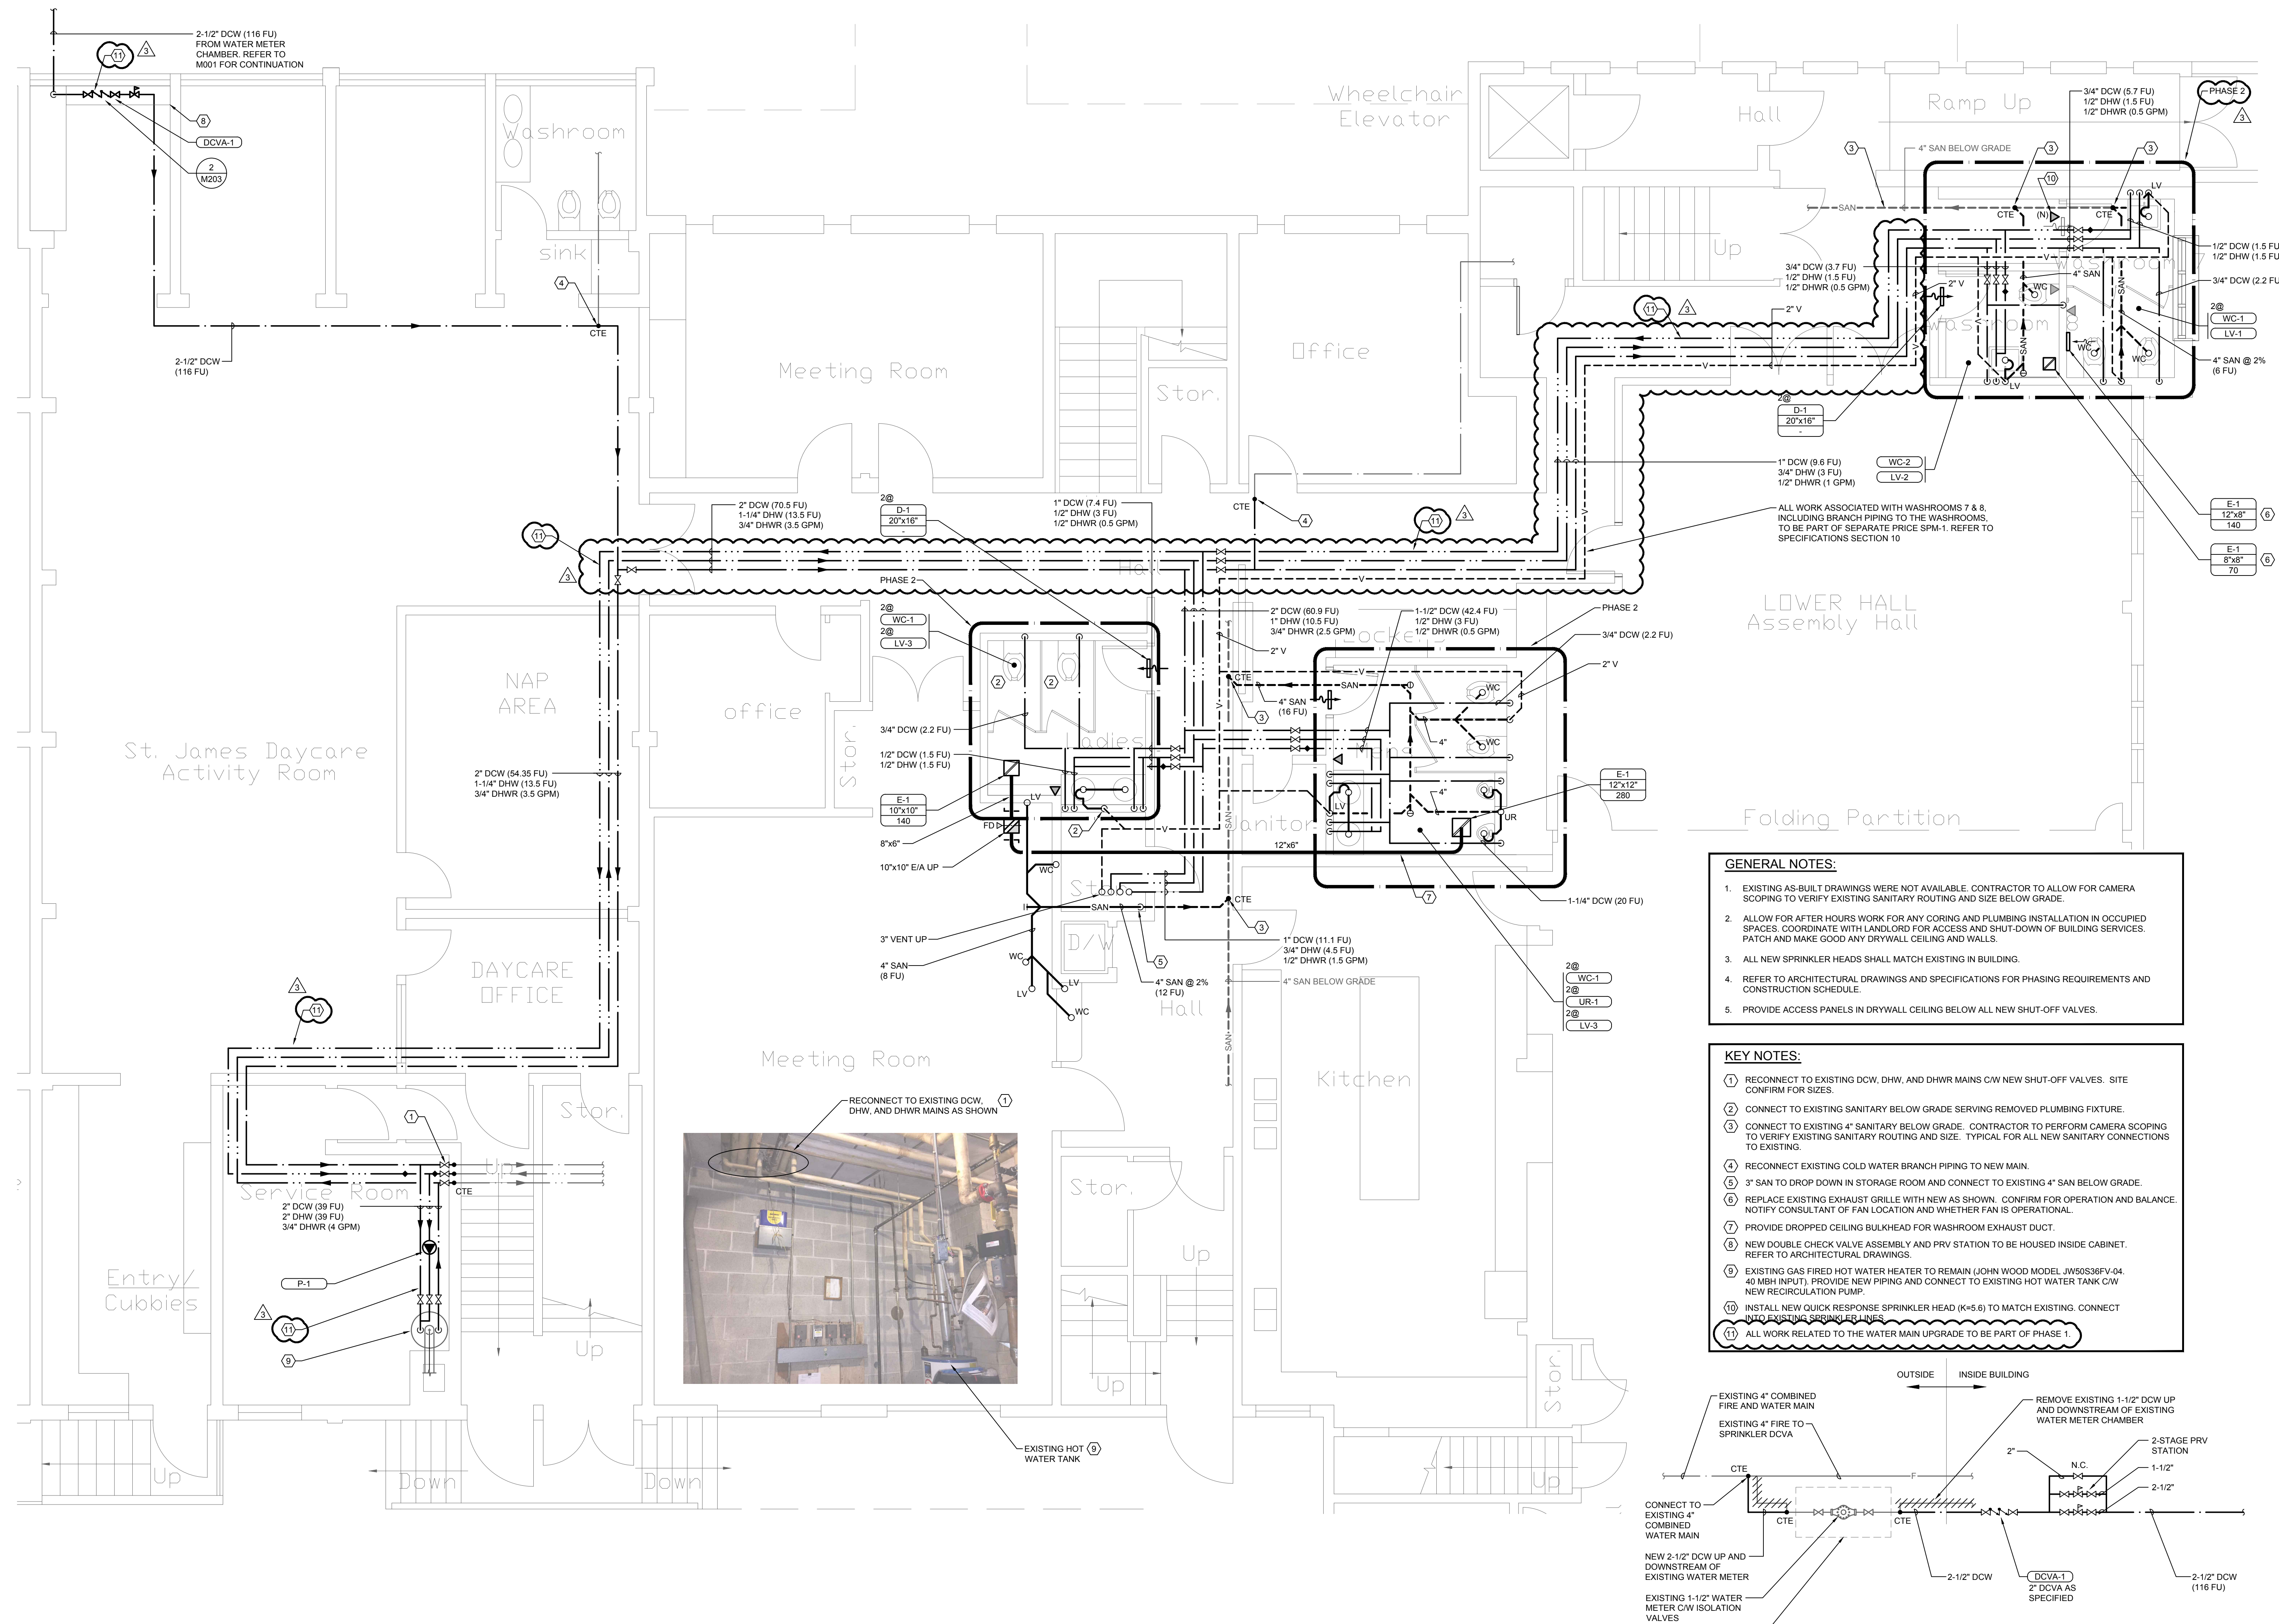 2-1/2" DCW (116 FU)
FROM WATER METER
CHAMBER. REFER TO
M001 FOR CONTINUATION
11
3
8
DCVA-1
2
M203
Washroom
sink
4
CTE
2-1/2" DCW
(116 FU)
Wheelchair
Elevator
Hall
Ramp Up
3/4" DCW (5.7 FU)
1/2" DHW (1.5 FU)
1/2" DHWR (0.5 GPM)
PHASE 2
3
3
4" SAN BELOW GRADE
3
3
10
LV
SAN
CTE
(N)
CTE
Up
1/2" DCW (1.5 FU
1/2" DHW (1.5 FU
V
washroom
3/4" DCW (3.7 FU)
1/2" DHW (1.5 FU)
1/2" DHWR (0.5 GPM)
4" SAN
2" V
WC
SAN
3/4" DCW (2.2 FU
2@
WC-1
LV-1
washroom 8
V
SAN
WC
WC
4" SAN @ 2%
(6 FU)
LV
11
3
2" V
V
Meeting Room
Office
Stor.
2@
D-1
20"x16"
-
1" DCW (9.6 FU)
3/4" DHW (3 FU)
1/2" DHWR (1 GPM)
WC-2
LV-2
ALL WORK ASSOCIATED WITH WASHROOMS 7 & 8,
INCLUDING BRANCH PIPING TO THE WASHROOMS,
TO BE PART OF SEPARATE PRICE SPM-1. REFER TO
SPECIFICATIONS SECTION 10
E-1
12"x8"
140
6
E-1
8"x8"
70
6
2" DCW (70.5 FU)
1-1/4" DHW (13.5 FU)
3/4" DHWR (3.5 GPM)
2@
D-1
20"x16"
-
1" DCW (7.4 FU)
1/2" DHW (3 FU)
1/2" DHWR (0.5 GPM)
CTE
4
11
3
11
3
Hall
V
V
PHASE 2
2@
WC-1
2@
LV-3
2" DCW (60.9 FU)
1" DHW (10.5 FU)
3/4" DHWR (2.5 GPM)
2" V
1-1/2" DCW (42.4 FU)
1/2" DHW (3 FU)
1/2" DHWR (0.5 GPM)
Lockers
PHASE 2
3/4" DCW (2.2 FU)
2" V
LOWER HALL
Assembly Hall
NAP
AREA
office
Stor.
2
2
CTE
V
SAN
WC
4" SAN
(16 FU)
3
V
4"
WC
3/4" DCW (2.2 FU)
Ladies
Mens
1/2" DCW (1.5 FU)
1/2" DHW (1.5 FU)
St. James Daycare
Activity Room
2" DCW (54.35 FU)
1-1/4" DHW (13.5 FU)
3/4" DHWR (3.5 GPM)
E-1
10"x10"
140
LV
FD
2
V
8"x6"
10"x10" E/A UP
E-1
12"x12"
280
4"
LV
UR
SAN
Janitor
12"x6"
Folding Partition
WC
SAN
CTE
7
1-1/4" DCW (20 FU)
3
3" VENT UP
D/W
1" DCW (11.1 FU)
3/4" DHW (4.5 FU)
1/2" DHWR (1.5 GPM)
4" SAN
(8 FU)
WC
5
LV
LV
4" SAN @ 2%
(12 FU)
4" SAN BELOW GRADE
WC
Hall
SAN
2@
WC-1
2@
UR-1
2@
LV-3
DAYCARE
OFFICE
3
11
Meeting Room
Kitchen
Stor.
1
RECONNECT TO EXISTING DCW,
DHW, AND DHWR MAINS AS SHOWN
1
Up
CTE
Service Room
2" DCW (39 FU)
2" DHW (39 FU)
3/4" DHWR (4 GPM)
P-1
3
11
9
Entry/
Cubbies
Up
Stor.
Up
Up
Stor.
EXISTING HOT
WATER TANK
9
Up
Down
Down
Up
GENERAL NOTES:
1. EXISTING AS-BUILT DRAWINGS WERE NOT AVAILABLE. CONTRACTOR TO ALLOW FOR CAMERA
SCOPING TO VERIFY EXISTING SANITARY ROUTING AND SIZE BELOW GRADE.
2. ALLOW FOR AFTER HOURS WORK FOR ANY CORING AND PLUMBING INSTALLATION IN OCCUPIED
SPACES. COORDINATE WITH LANDLORD FOR ACCESS AND SHUT-DOWN OF BUILDING SERVICES.
PATCH AND MAKE GOOD ANY DRYWALL CEILING AND WALLS.
3. ALL NEW SPRINKLER HEADS SHALL MATCH EXISTING IN BUILDING.
4. REFER TO ARCHITECTURAL DRAWINGS AND SPECIFICATIONS FOR PHASING REQUIREMENTS AND
CONSTRUCTION SCHEDULE.
5. PROVIDE ACCESS PANELS IN DRYWALL CEILING BELOW ALL NEW SHUT-OFF VALVES.
KEY NOTES:
1 RECONNECT TO EXISTING DCW, DHW, AND DHWR MAINS C/W NEW SHUT-OFF VALVES. SITE
CONFIRM FOR SIZES.
2 CONNECT TO EXISTING SANITARY BELOW GRADE SERVING REMOVED PLUMBING FIXTURE.
3 CONNECT TO EXISTING 4" SANITARY BELOW GRADE. CONTRACTOR TO PERFORM CAMERA SCOPING
TO VERIFY EXISTING SANITARY ROUTING AND SIZE. TYPICAL FOR ALL NEW SANITARY CONNECTIONS
TO EXISTING.
4 RECONNECT EXISTING COLD WATER BRANCH PIPING TO NEW MAIN.
5 3" SAN TO DROP DOWN IN STORAGE ROOM AND CONNECT TO EXISTING 4" SAN BELOW GRADE.
6 REPLACE EXISTING EXHAUST GRILLE WITH NEW AS SHOWN. CONFIRM FOR OPERATION AND BALANCE.
NOTIFY CONSULTANT OF FAN LOCATION AND WHETHER FAN IS OPERATIONAL.
7 PROVIDE DROPPED CEILING BULKHEAD FOR WASHROOM EXHAUST DUCT.
8 NEW DOUBLE CHECK VALVE ASSEMBLY AND PRV STATION TO BE HOUSED INSIDE CABINET.
REFER TO ARCHITECTURAL DRAWINGS.
9 EXISTING GAS FIRED HOT WATER HEATER TO REMAIN (JOHN WOOD MODEL JW50S36FV-04.
40 MBH INPUT). PROVIDE NEW PIPING AND CONNECT TO EXISTING HOT WATER TANK C/W
NEW RECIRCULATION PUMP.
10 INSTALL NEW QUICK RESPONSE SPRINKLER HEAD (K=5.6) TO MATCH EXISTING. CONNECT
INTO EXISTING SPRINKLER LINES
11 ALL WORK RELATED TO THE WATER MAIN UPGRADE TO BE PART OF PHASE 1.
OUTSIDE
INSIDE BUILDING
EXISTING 4" COMBINED
FIRE AND WATER MAIN
EXISTING 4" FIRE TO
SPRINKLER DCVA
REMOVE EXISTING 1-1/2" DCW UP
AND DOWNSTREAM OF EXISTING
WATER METER CHAMBER
2-STAGE PRV
STATION
2"
N.C.
1-1/2"
2-1/2"
CTE
F
CONNECT TO
EXISTING 4"
COMBINED
WATER MAIN
CTE
CTE
NEW 2-1/2" DCW UP AND
DOWNSTREAM OF
EXISTING WATER METER
2-1/2" DCW
DCVA-1
2" DCVA AS
SPECIFIED
2-1/2" DCW
(116 FU)
EXISTING 1-1/2" WATER
METER C/W ISOLATION
VALVES
Stor.
Up